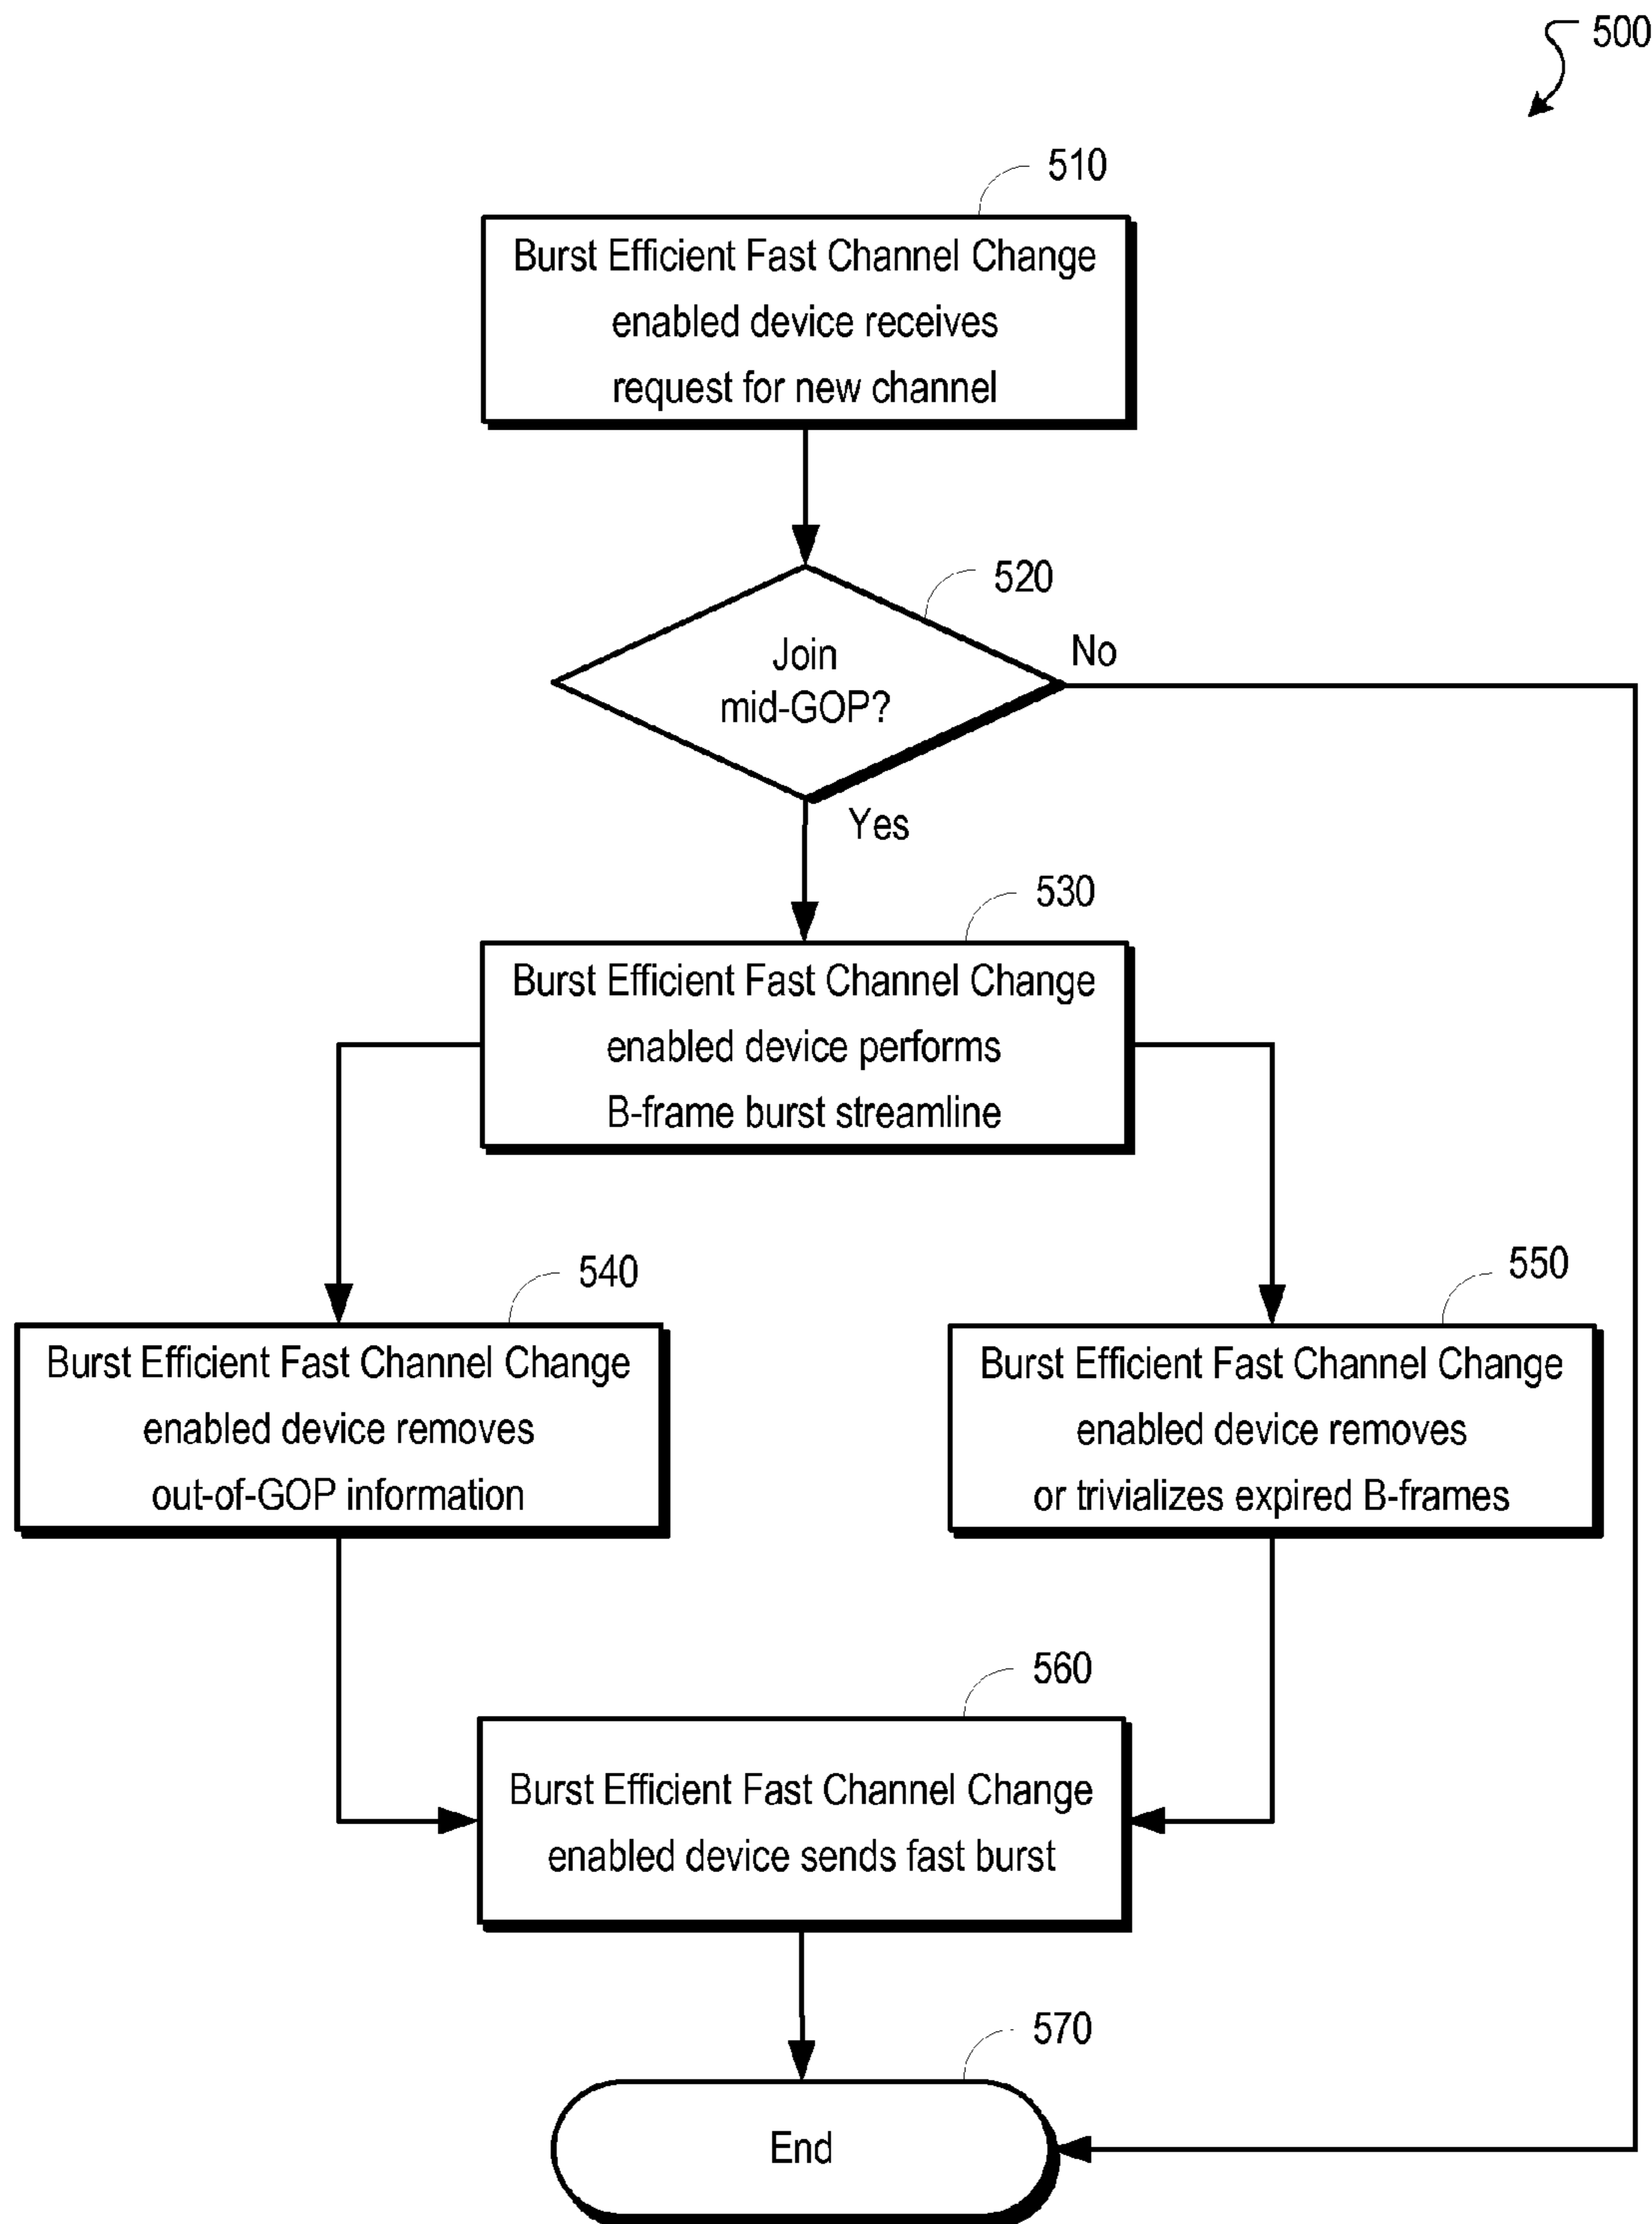 500
510
Burst Efficient Fast Channel Change
enabled device receives
request for new channel
520
Join
mid-GOP?
No
Yes
530
Burst Efficient Fast Channel Change
enabled device performs
B-frame burst streamline
540
Burst Efficient Fast Channel Change
enabled device removes
out-of-GOP information
550
Burst Efficient Fast Channel Change
enabled device removes
or trivializes expired B-frames
560
Burst Efficient Fast Channel Change
enabled device sends fast burst
570
End